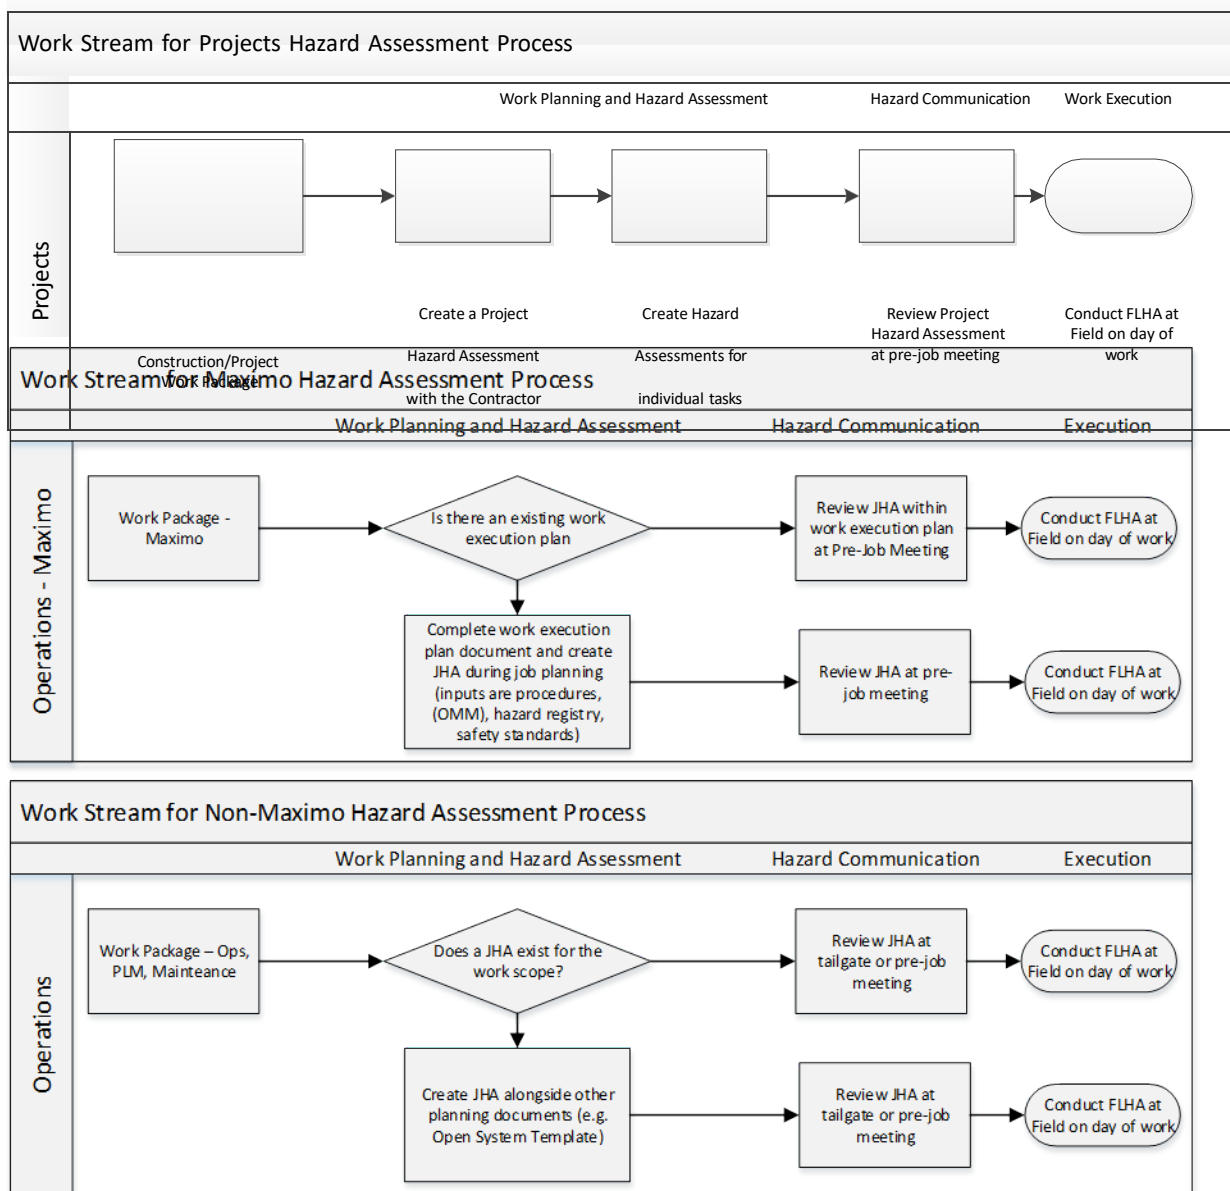 Work Stream for Projects Hazard Assessment Process
Work Planning and Hazard Assessment
Hazard Communication
Work Execution
Projects
Construction/Project
Work Package
Create a Project
Hazard Assessment
with the Contractor
Create Hazard
Assessments for
individual tasks
Review Project
Hazard Assessment
at pre-job meeting
Conduct FLHA at
Field on day of
work
Work Stream for Maximo Hazard Assessment Process
Work Planning and Hazard Assessment
Hazard Communication
Execution
Operations - Maximo
Work Package -
Maximo
Is there an existing work
execution plan
Review JHA within
work execution plan
at Pre-Job Meeting
Conduct FLHA at
Field on day of work
Complete work execution
plan document and create
JHA during job planning
(inputs are procedures,
(OMM), hazard registry,
safety standards)
Review JHA at pre-
job meeting
Conduct FLHA at
Field on day of work
Work Stream for Non-Maximo Hazard Assessment Process
Work Planning and Hazard Assessment
Hazard Communication
Execution
Operations
Work Package – Ops,
PLM, Mainteance
Does a JHA exist for the
work scope?
Review JHA at
tailgate or pre-job
meeting
Conduct FLHA at
Field on day of work
Create JHA alongside other
planning documents (e.g.
Open System Template)
Review JHA at
tailgate or pre-job
meeting
Conduct FLHA at
Field on day of work